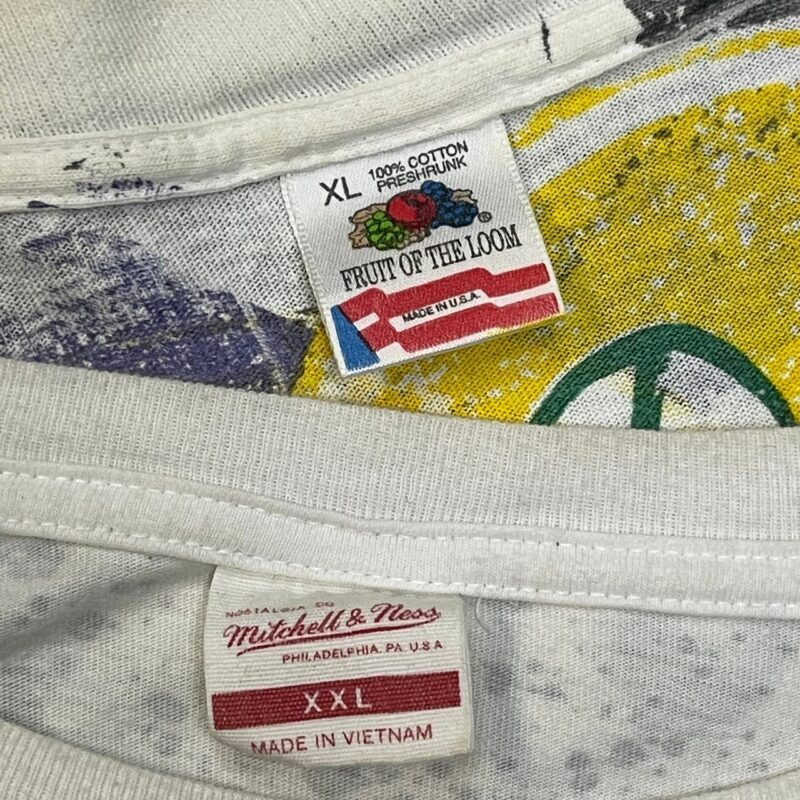 XL 100% COTTON
PRESHRUNK
®
FRUIT OF THE LOOM
MADE IN U.S.A.
NOSTALGIA CO
Mitchell & Ness
PHILADELPHIA, PA U.S.A
XXL
MADE IN VIETNAM